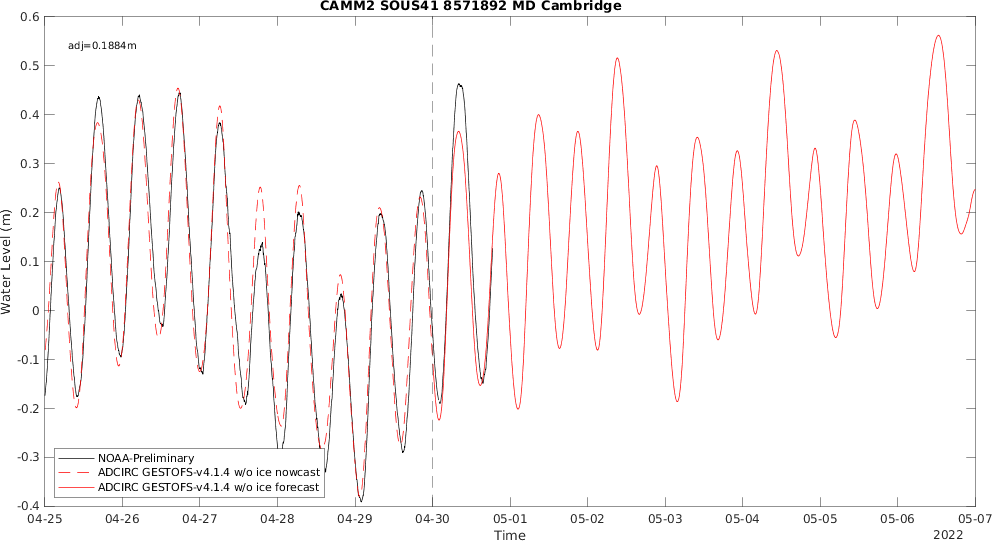 CAMM2 SOUS41 8571892 MD Cambridge
0.6
adj=0.1884m
0.5
0.4
0.3
0.2
0.1
0
-0.1
-0.2
-0.3
-0.4
Water Level (m)
NOAA-Preliminary
ADCIRC GESTOFS-v4.1.4 w/o ice nowcast
ADCIRC GESTOFS-v4.1.4 w/o ice forecast
04-25 04-26 04-27 04-28 04-29 04-30 05-01 05-02 05-03 05-04 05-05 05-06 05-07
Time
2022